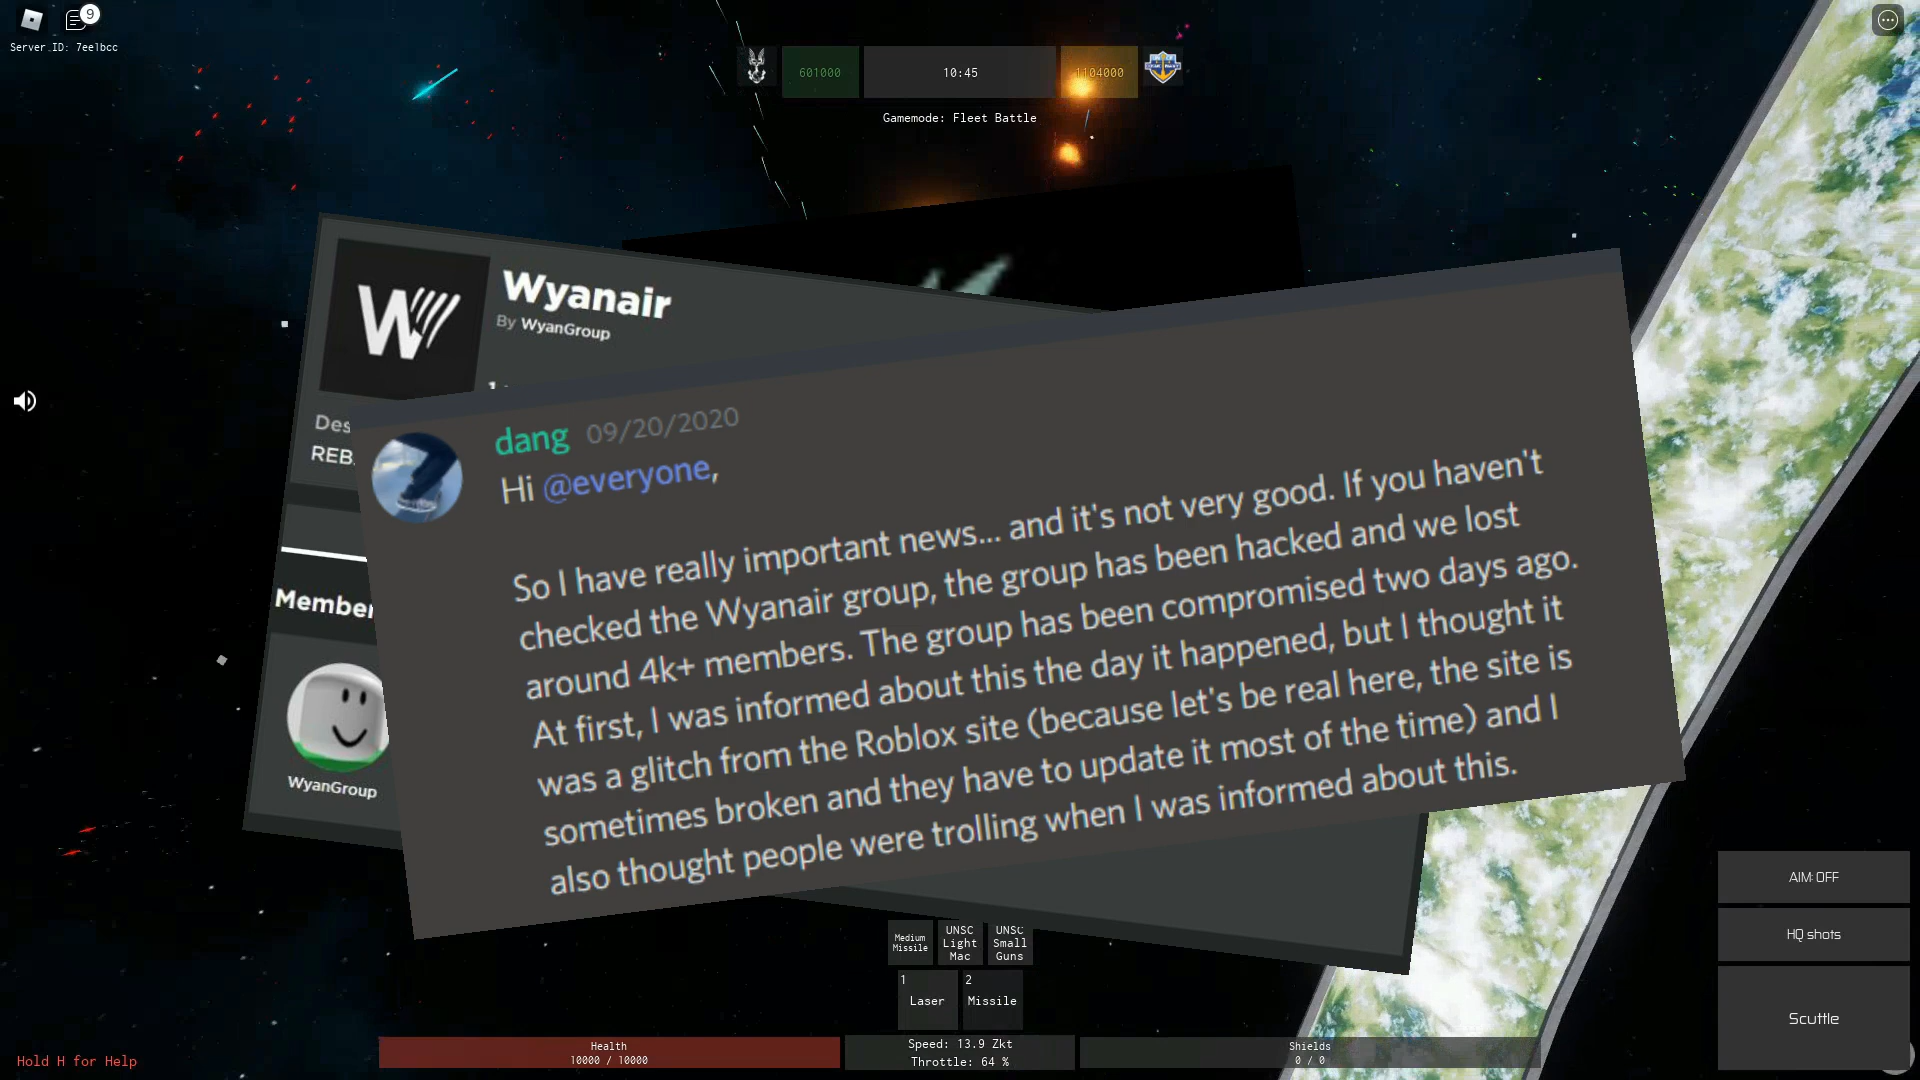 9
Server ID: 7ee1bcc
601000
10:45
1104000
Gamemode: Fleet Battle
W
Wyanair
By WyanGroup
Des
REB
Member
WyanGroup
dang 09/20/2020
Hi @everyone,
So I have really important news... and it's not very good. If you haven't
checked the Wyanair group, the group has been hacked and we lost
around 4k+ members. The group has been compromised two days ago.
At first, I was informed about this the day it happened, but I thought it
was a glitch from the Roblox site (because let's be real here, the site is
sometimes broken and they have to update it most of the time) and I
also thought people were trolling when I was informed about this.
AIM: OFF
HQ shots
Scuttle
Medium
Missile
UNSC
Light
Mac
UNSC
Small
Guns
1
Laser
2
Missile
Health
10000 / 10000
Speed: 13.9 Zkt
Throttle: 64 %
Shields
0 / 0
Hold H for Help